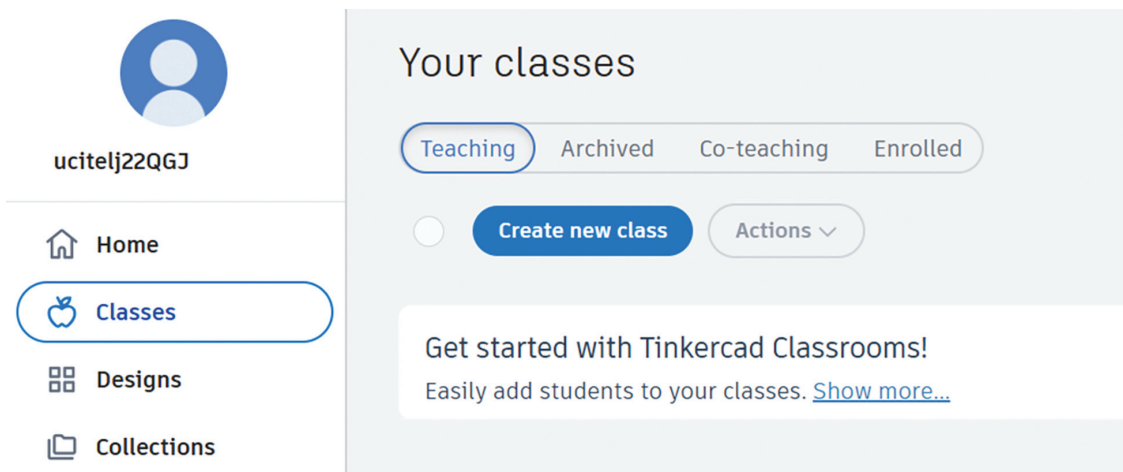 ucitelj22QGJ
Home
Classes
Designs
Collections
Your classes
Teaching Archived Co-teaching Enrolled
Create new class Actions
Get started with Tinkercad Classrooms!
Easily add students to your classes. Show more...